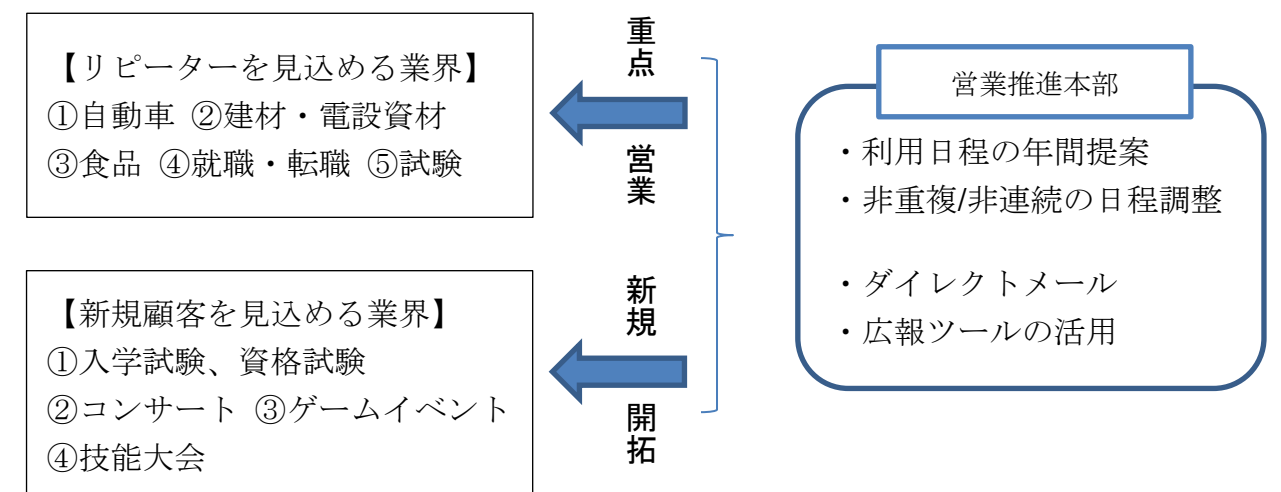 【リピーターを見込める業界】
①自動車 ②建材・電設資材
③食品 ④就職・転職 ⑤試験
重点
営業
【新規顧客を見込める業界】
①入学試験、資格試験
②コンサート ③ゲームイベント
④技能大会
新規
開拓
営業推進本部
・利用日程の年間提案
・非重複/非連続の日程調整
・ダイレクトメール
・広報ツールの活用